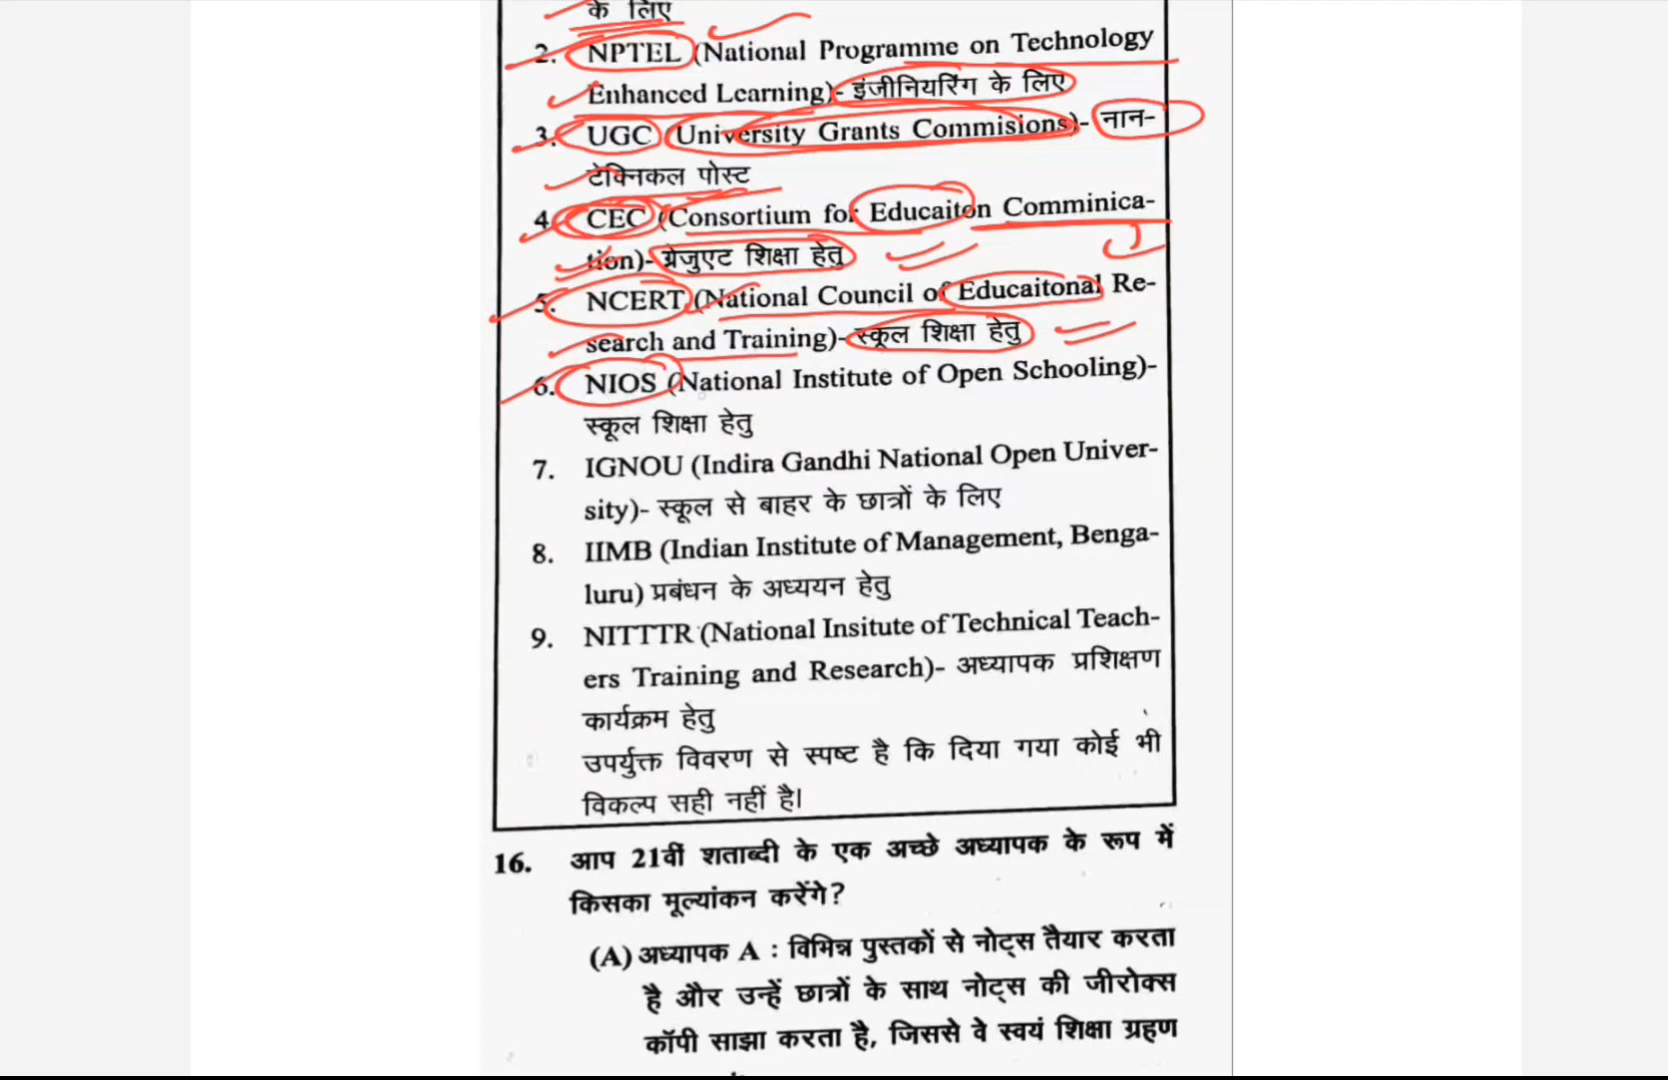 के लिए
2. NPTEL (National Programme on Technology
Enhanced Learning)- इंजीनियरिंग के लिए
3. UGC (University Grants Commisions)- नान-
टेक्निकल पोस्ट
4. CEC (Consortium for Educaiton Comminica-
tion)- ग्रेजुएट शिक्षा हेतु
5. NCERT (National Council of Educaitonal Re-
search and Training)- स्कूल शिक्षा हेतु
6. NIOS (National Institute of Open Schooling)-
स्कूल शिक्षा हेतु
7. IGNOU (Indira Gandhi National Open Univer-
sity)- स्कूल से बाहर के छात्रों के लिए
8. IIMB (Indian Institute of Management, Benga-
luru) प्रबंधन के अध्ययन हेतु
9. NITTTR (National Insitute of Technical Teach-
ers Training and Research)- अध्यापक प्रशिक्षण
कार्यक्रम हेतु
उपर्युक्त विवरण से स्पष्ट है कि दिया गया कोई भी
विकल्प सही नहीं है।
16. आप 21वीं शताब्दी के एक अच्छे अध्यापक के रूप में
किसका मूल्यांकन करेंगे?
(A) अध्यापक A : विभिन्न पुस्तकों से नोट्स तैयार करता
है और उन्हें छात्रों के साथ नोट्स की जीरोक्स
कॉपी साझा करता है, जिससे वे स्वयं शिक्षा ग्रहण